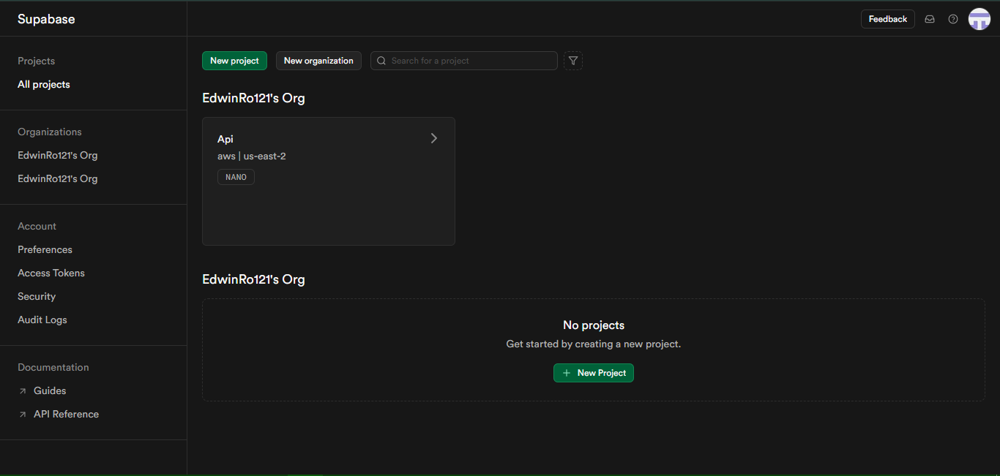 Supabase
Feedback
Projects
All projects
Organizations
EdwinRo121's Org
EdwinRo121's Org
Account
Preferences
Access Tokens
Security
Audit Logs
Documentation
Guides
API Reference
New project
New organization
Search for a project
EdwinRo121's Org
Api
aws | us-east-2
NANO
EdwinRo121's Org
No projects
Get started by creating a new project.
New Project